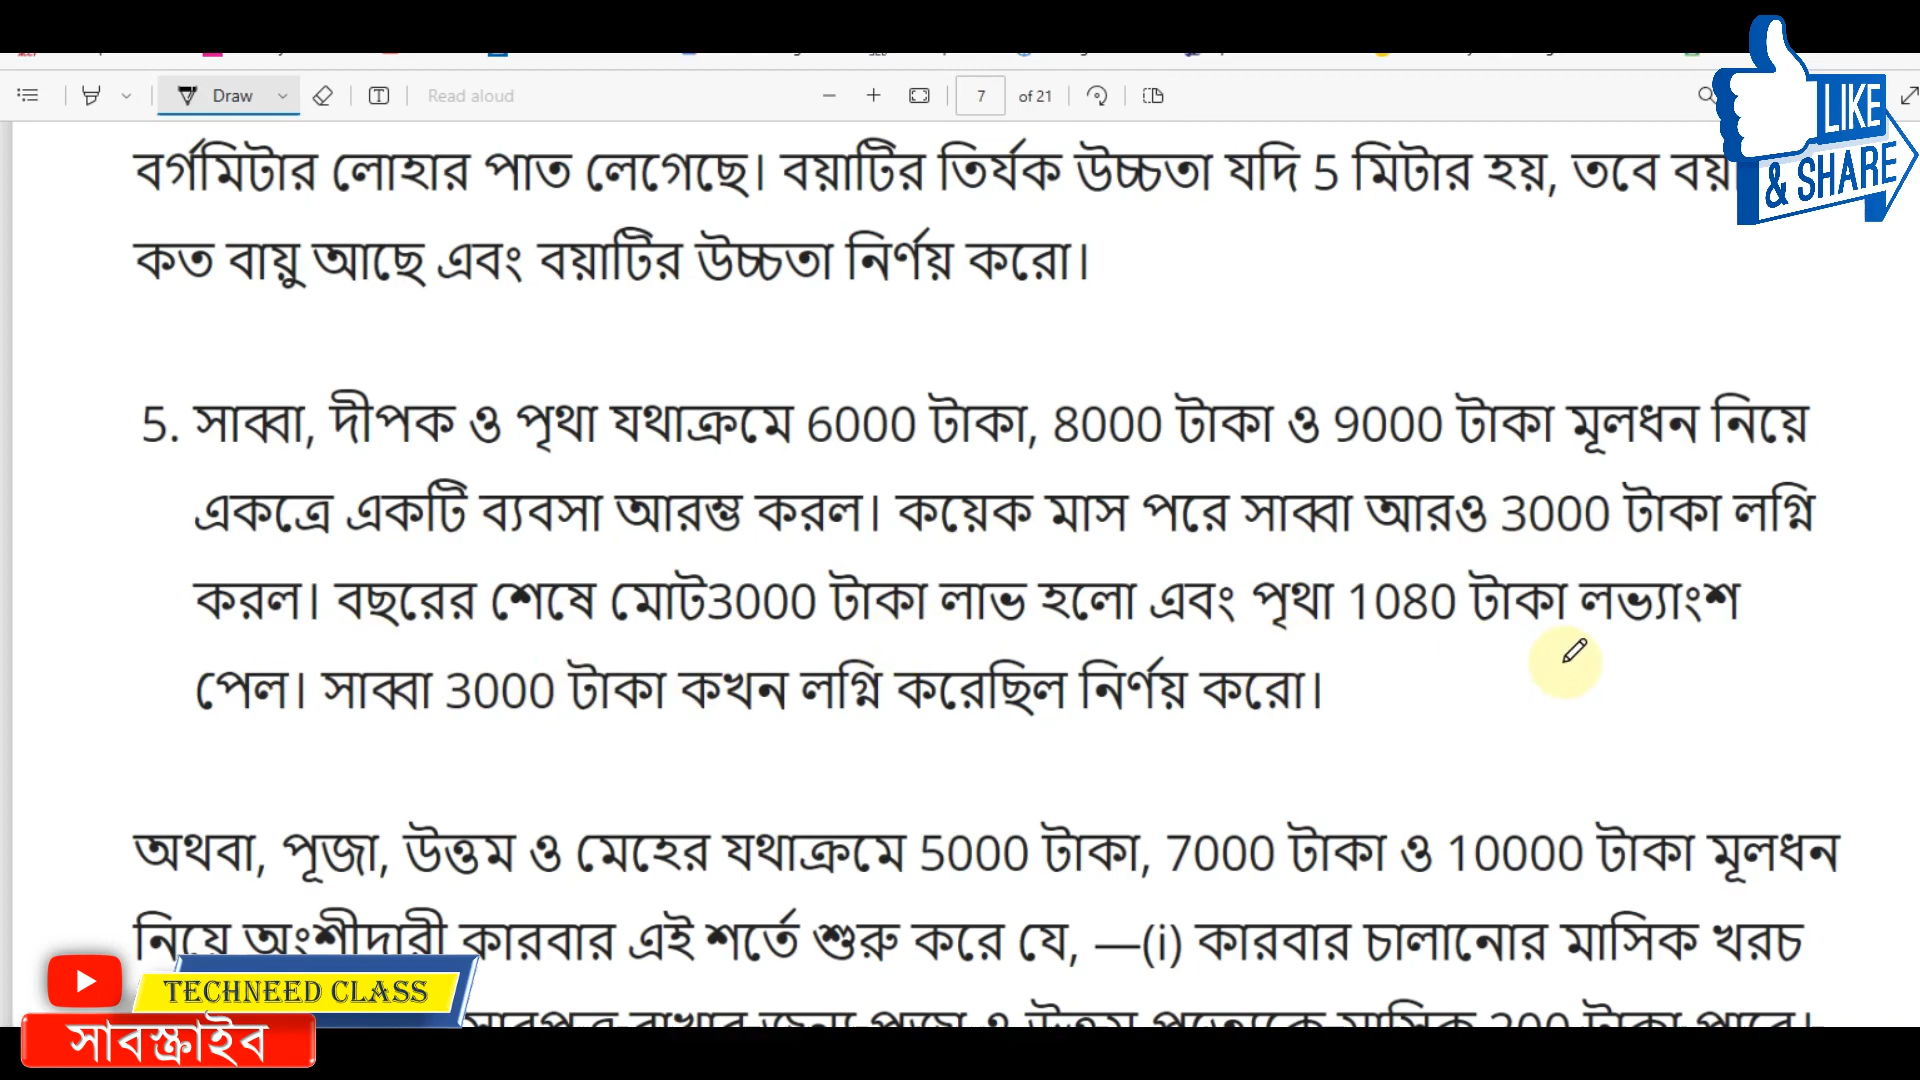 Draw
Read aloud
7 of 21
LIKE
& SHARE
বর্গমিটার লোহার পাত লেগেছে। বয়াটির তির্যক উচ্চতা যদি 5 মিটার হয়, তবে
কত বায়ু আছে এবং বয়াটির উচ্চতা নির্ণয় করো।
5. সাব্বা, দীপক ও পৃথা যথাক্রমে 6000 টাকা, 8000 টাকা ও 9000 টাকা মূলধন নিয়ে
একত্রে একটি ব্যবসা আরম্ভ করল। কয়েক মাস পরে সাব্বা আরও 3000 টাকা লগ্নি
করল। বছরের শেষে মোট3000 টাকা লাভ হলো এবং পৃথা 1080 টাকা লভ্যাংশ
পেল। সাব্বা 3000 টাকা কখন লগ্নি করেছিল নির্ণয় করো।
অথবা, পূজা, উত্তম ও মেহের যথাক্রমে 5000 টাকা, 7000 টাকা ও 10000 টাকা মূলধন
নিয়ে অংশীদারী কারবার এই শর্তে শুরু করে যে, —(i) কারবার চালানোর মাসিক খরচ
TECHNEED CLASS
সাবস্ক্রাইব